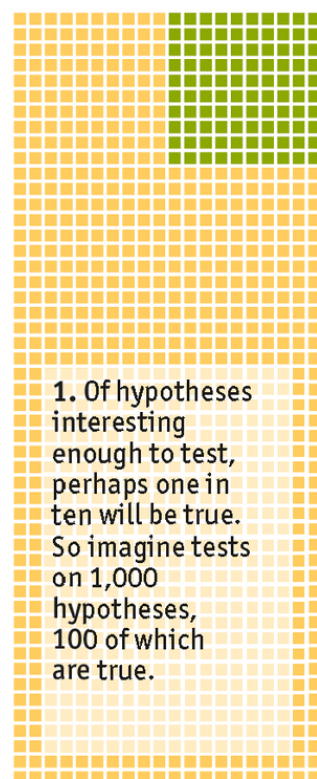 1. Of hypotheses
interesting
enough to test,
perhaps one in
ten will be true.
So imagine tests
on 1,000
hypotheses,
100 of which
are true.